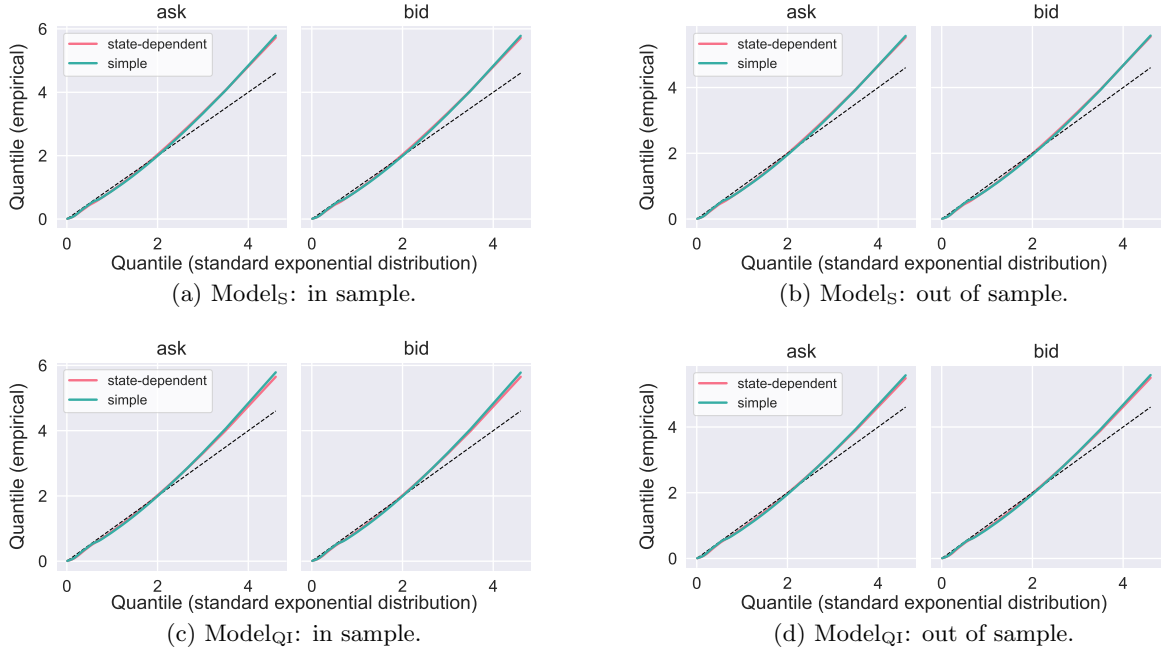 ask bid
6
4
2
0
Quantile (empirical)
state-dependent
simple
0 2 4 0 2 4
Quantile (standard exponential distribution)
(a) ModelS: in sample.
ask bid
4
2
0
Quantile (empirical)
state-dependent
simple
0 2 4 0 2 4
Quantile (standard exponential distribution)
(b) ModelS: out of sample.
ask bid
6
4
2
0
Quantile (empirical)
state-dependent
simple
0 2 4 0 2 4
Quantile (standard exponential distribution)
(c) ModelQI: in sample.
ask bid
4
2
0
Quantile (empirical)
state-dependent
simple
0 2 4 0 2 4
Quantile (standard exponential distribution)
(d) ModelQI: out of sample.